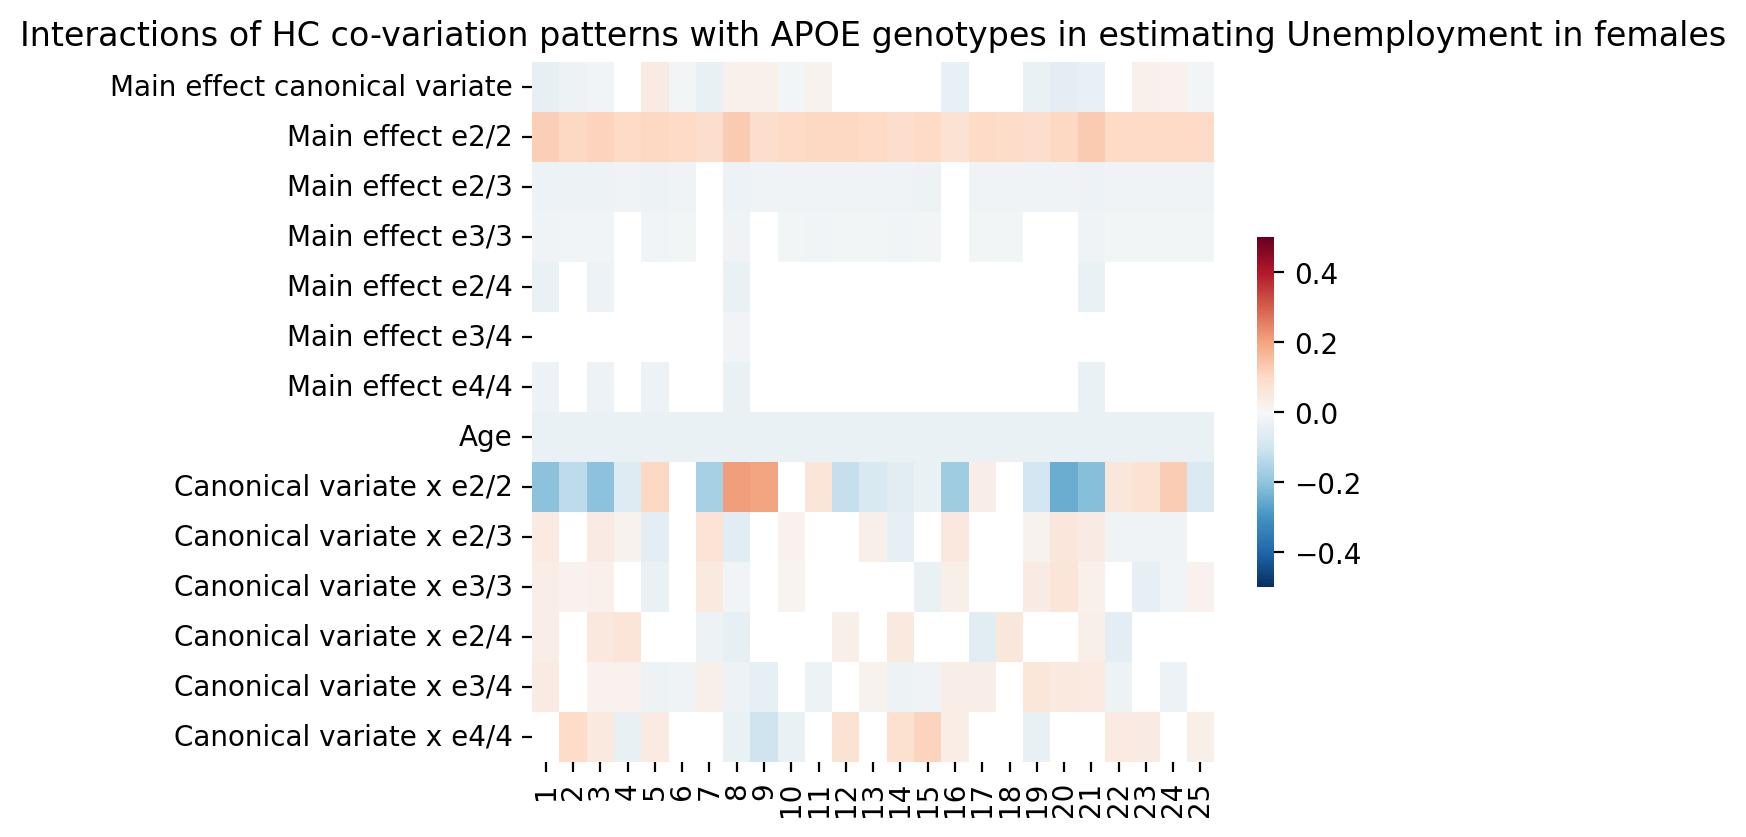 Interactions of HC co-variation patterns with APOE genotypes in estimating Unemployment in females
Main effect canonical variate
Main effect e2/2
Main effect e2/3
Main effect e3/3
Main effect e2/4
Main effect e3/4
Main effect e4/4
Age
Canonical variate x e2/2
Canonical variate x e2/3
Canonical variate x e3/3
Canonical variate x e2/4
Canonical variate x e3/4
Canonical variate x e4/4
1 2 3 4 5 6 7 8 9 10 11 12 13 14 15 16 17 18 19 20 21 22 23 24 25
0.4
0.2
0.0
−0.2
−0.4